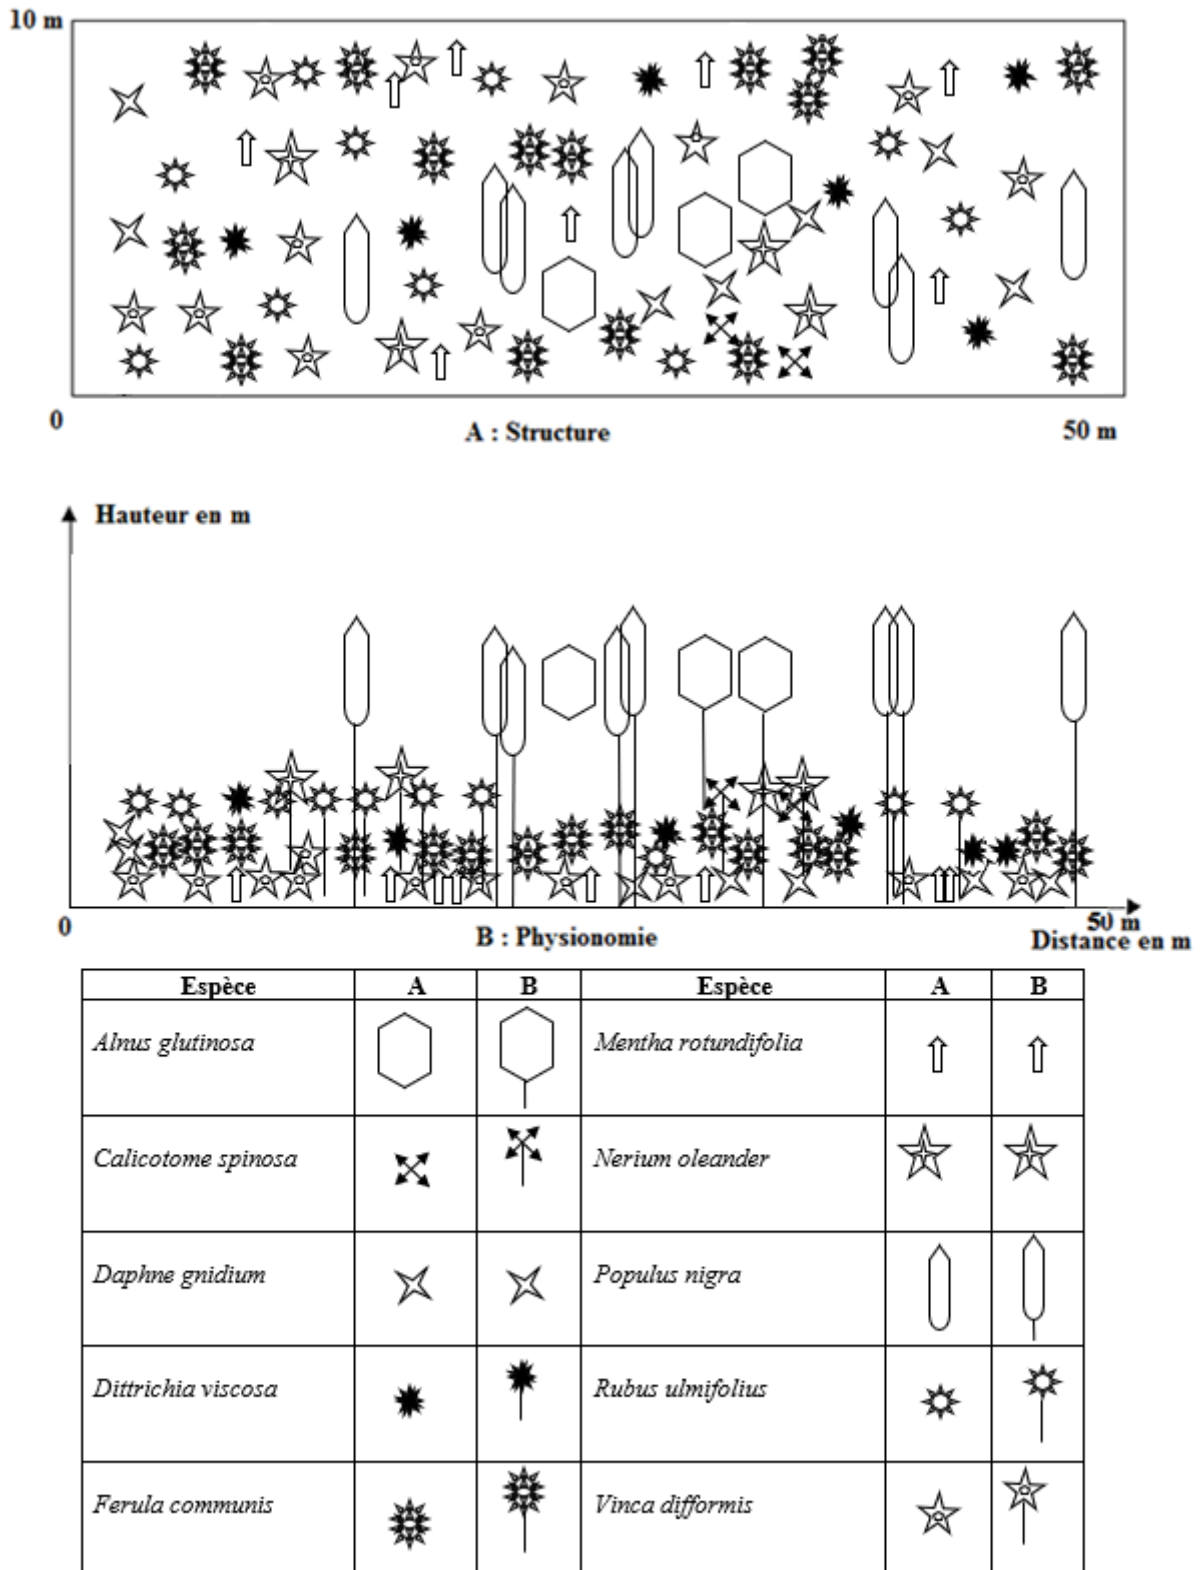 10 m
0
A : Structure
50 m
Hauteur en m
0
B : Physionomie
50 m
Distance en m
Espèce A B Espèce A B
Alnus glutinosa Mentha rotundifolia
Calicotome spinosa Nerium oleander
Daphne gnidium Populus nigra
Dittrichia viscosa Rubus ulmifolius
Ferula communis Vinca difformis